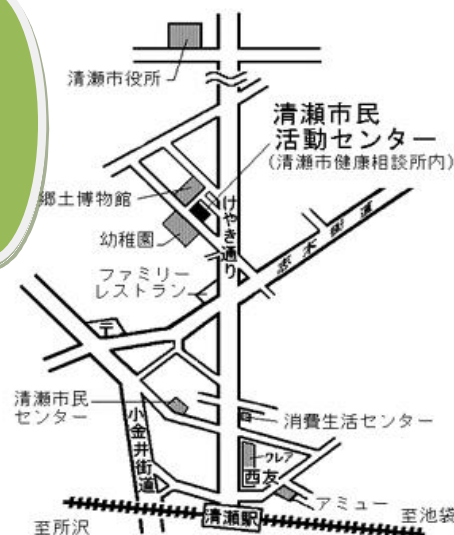 清瀬市役所
清瀬市民
活動センター
(清瀬市健康相談所内)
郷土博物館
幼稚園
けやき通り
志木街道
ファミリー
レストラン
〒
清瀬市民
センター
小金井街道
消費生活センター
クレア
西友
アミュー
清瀬駅
至所沢
至池袋